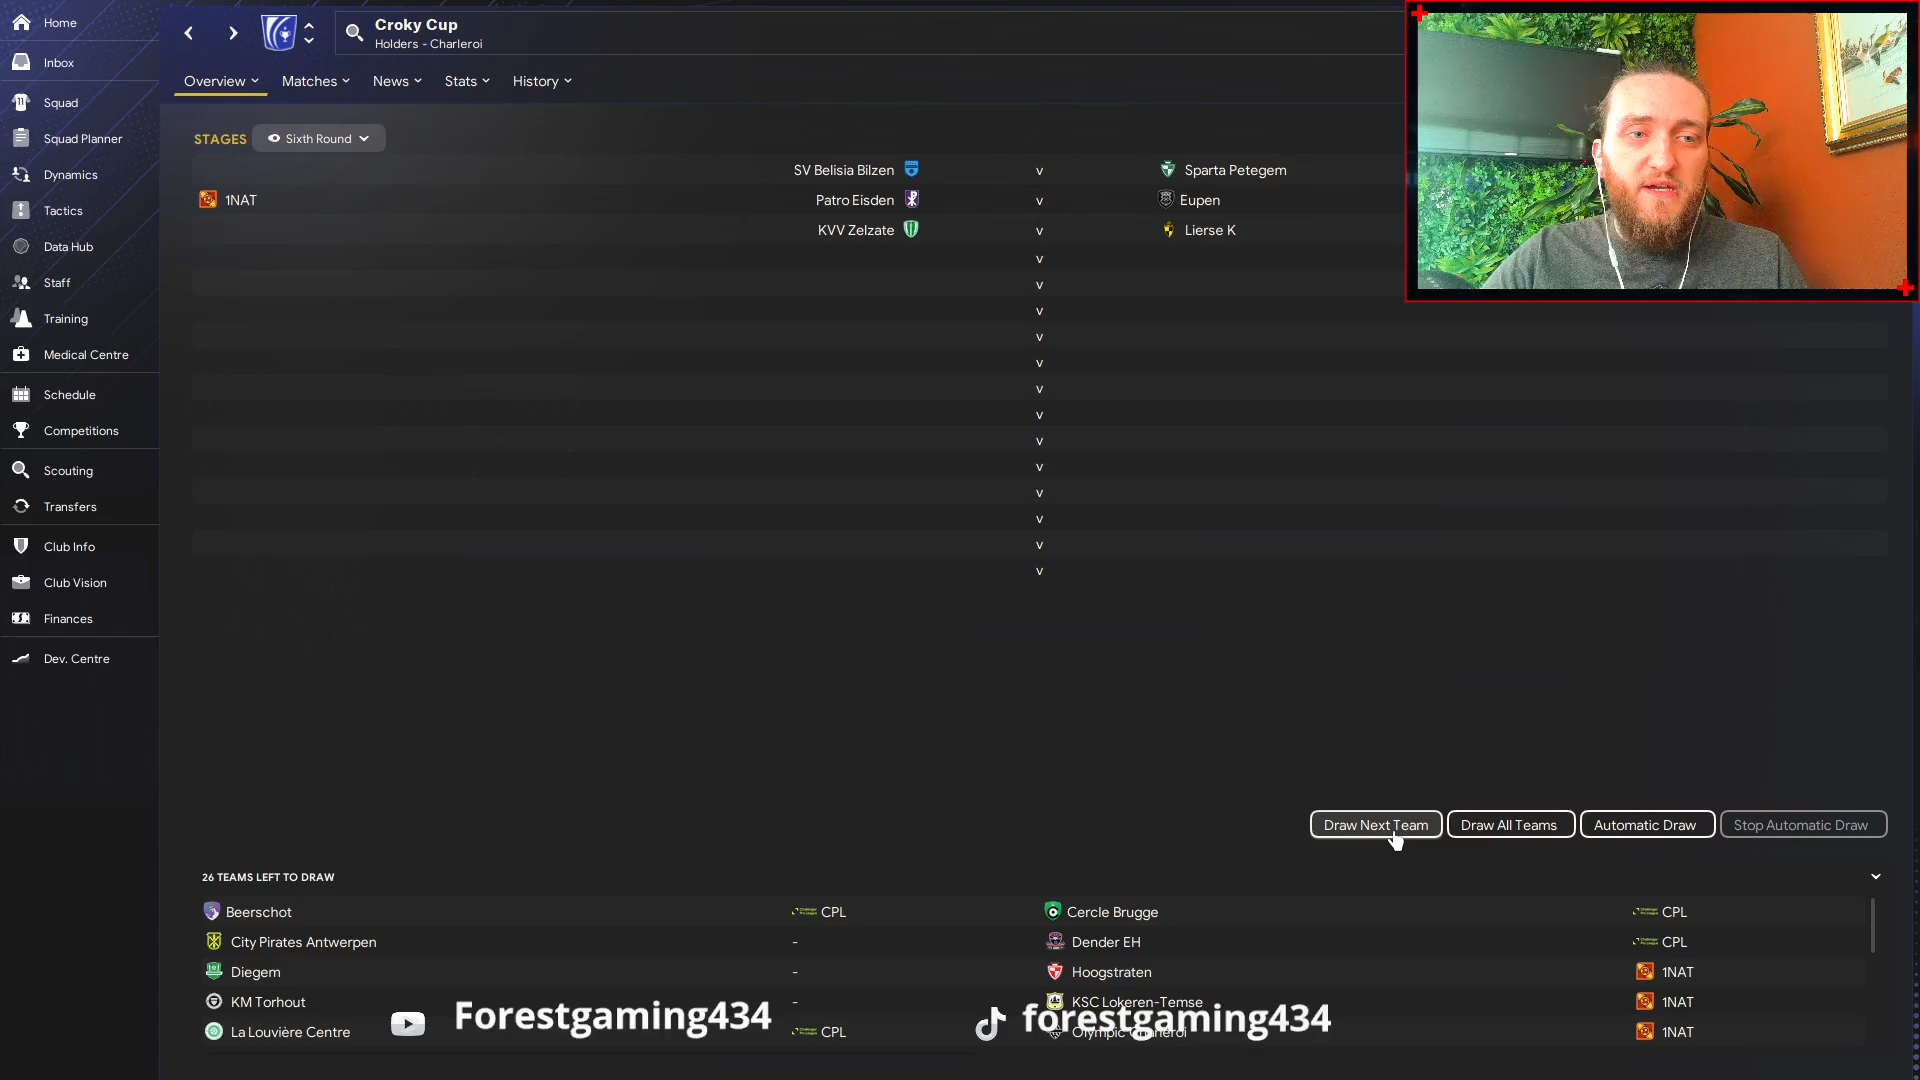 Home
Inbox
Squad
Squad Planner
Dynamics
Tactics
Data Hub
Staff
Training
Medical Centre
Schedule
Competitions
Scouting
Transfers
Club Info
Club Vision
Finances
Dev. Centre
Croky Cup
Holders - Charleroi
Overview Matches News Stats History
STAGES Sixth Round
SV Belisia Bilzen v Sparta Petegem
1NAT Patro Eisden v Eupen
KVV Zelzate v Lierse K
v
v
v
v
v
v
v
v
v
v
v
v
v
Draw Next Team Draw All Teams Automatic Draw Stop Automatic Draw
26 TEAMS LEFT TO DRAW
Beerschot CPL Cercle Brugge CPL
City Pirates Antwerpen - Dender EH CPL
Diegem - Hoogstraten 1NAT
KM Torhout - KSC Lokeren-Temse 1NAT
La Louvière Centre CPL Olympic Charleroi 1NAT
Forestgaming434
forestgaming434